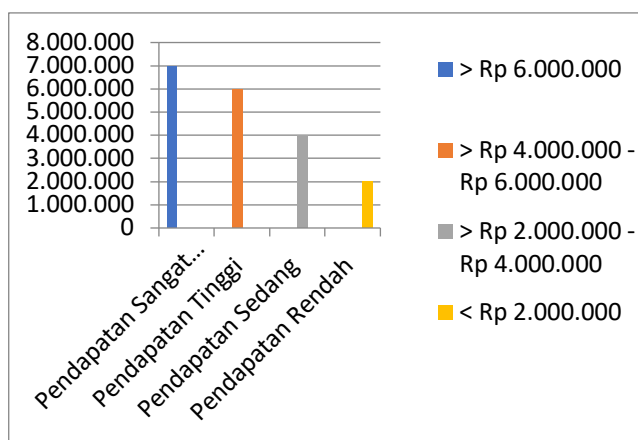 8.000.000
7.000.000
6.000.000
5.000.000
4.000.000
3.000.000
2.000.000
1.000.000
0
Pendapatan Sangat...
Pendapatan Tinggi
Pendapatan Sedang
Pendapatan Rendah
> Rp 6.000.000
> Rp 4.000.000 -
Rp 6.000.000
> Rp 2.000.000 -
Rp 4.000.000
< Rp 2.000.000